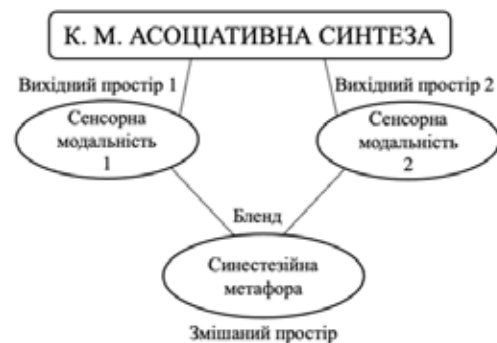 К. М. АСОЦІАТИВНА СИНТЕЗА
Вихідний простір 1
Вихідний простір 2
Сенсорна
модальність
1
Сенсорна
модальність
2
Бленд
Синестезійна
метафора
Змішаний простір